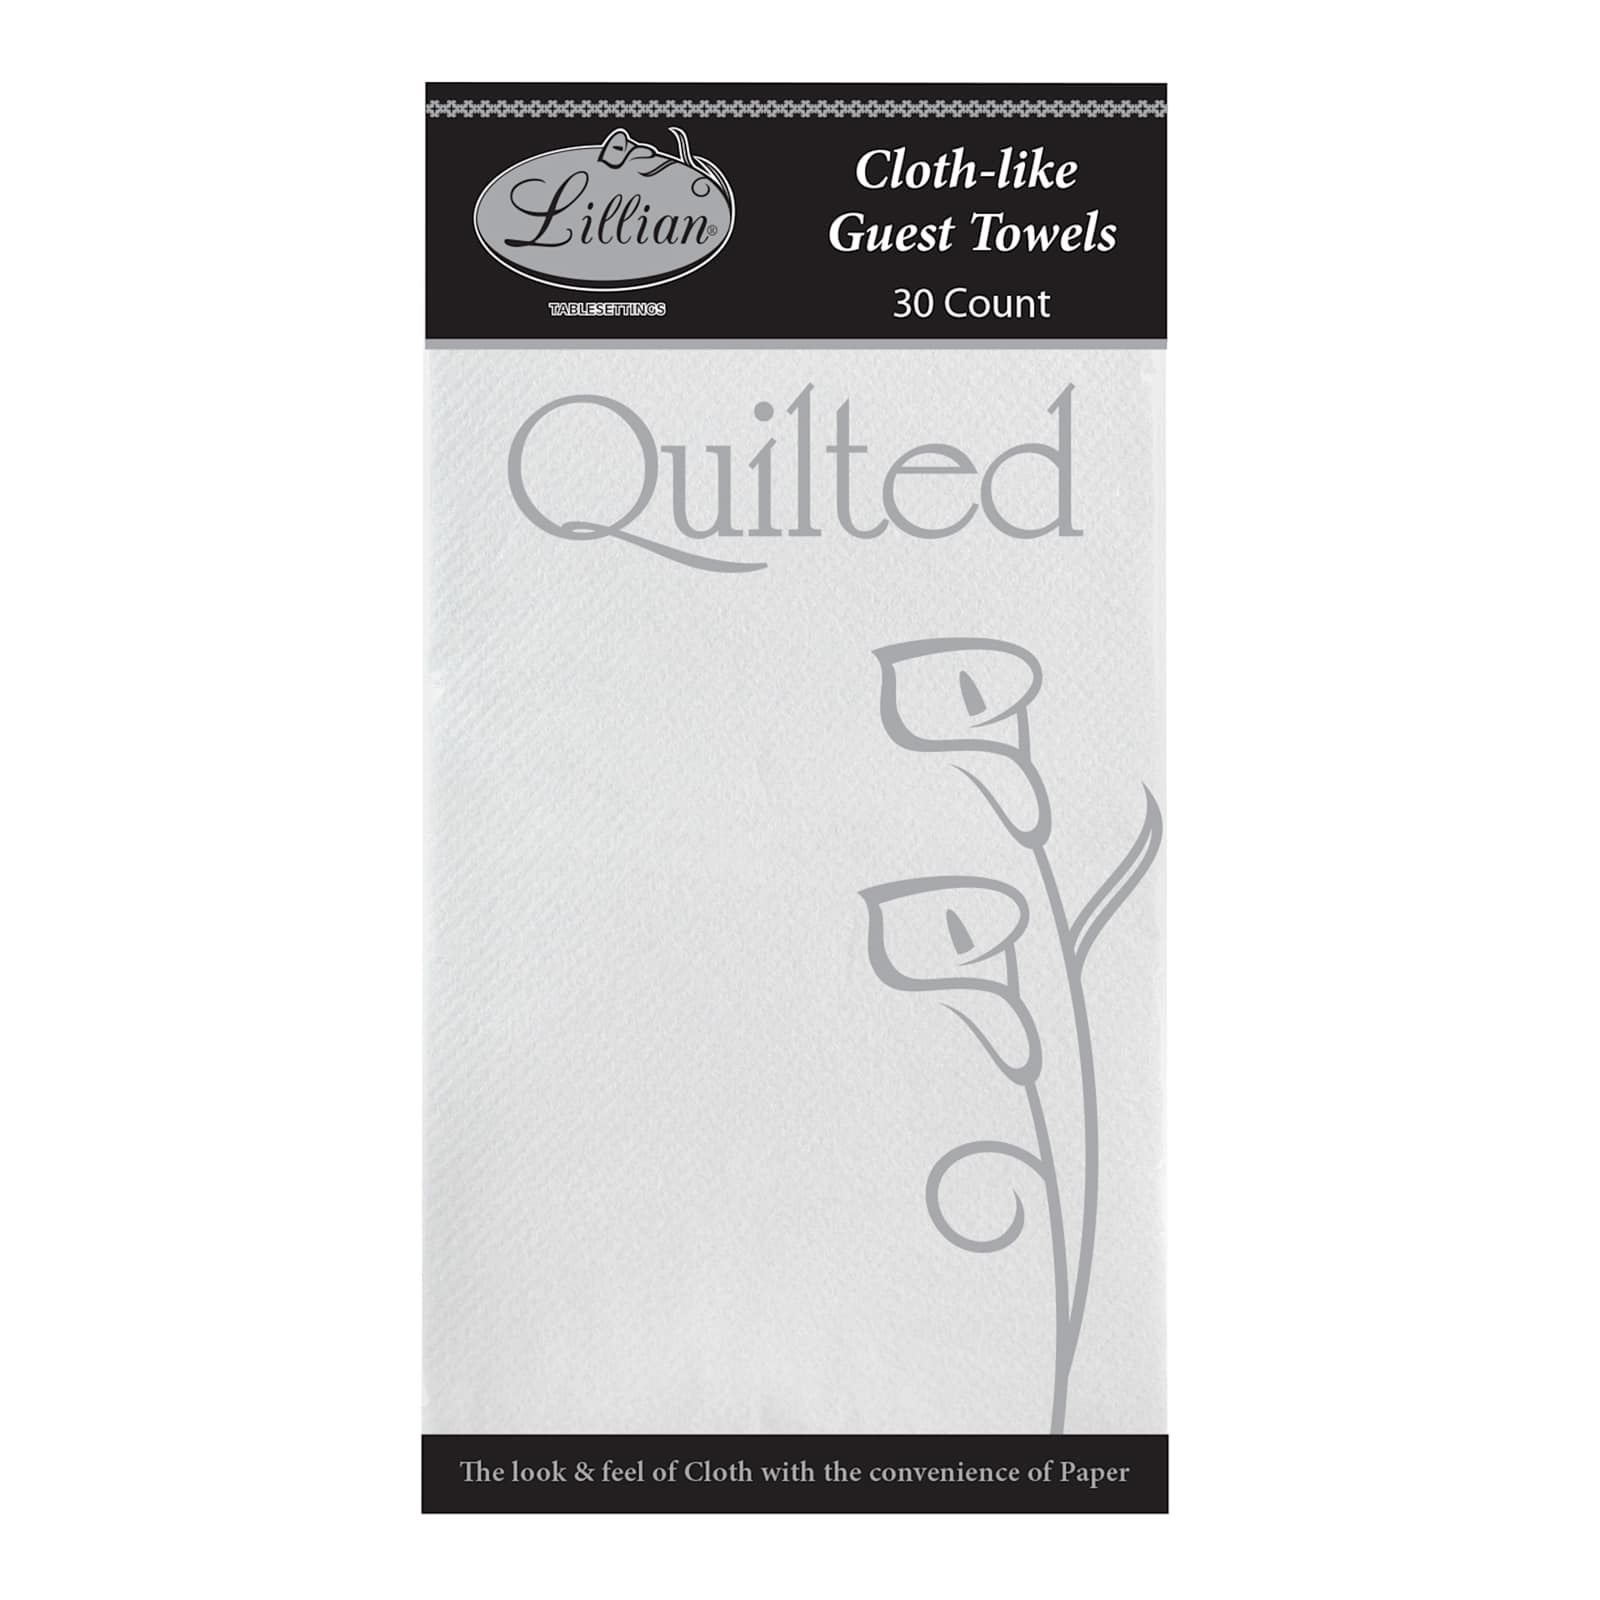 Lillian®
TABLESETTINGS
Cloth-like
Guest Towels
30 Count
Quilted
The look & feel of Cloth with the convenience of Paper